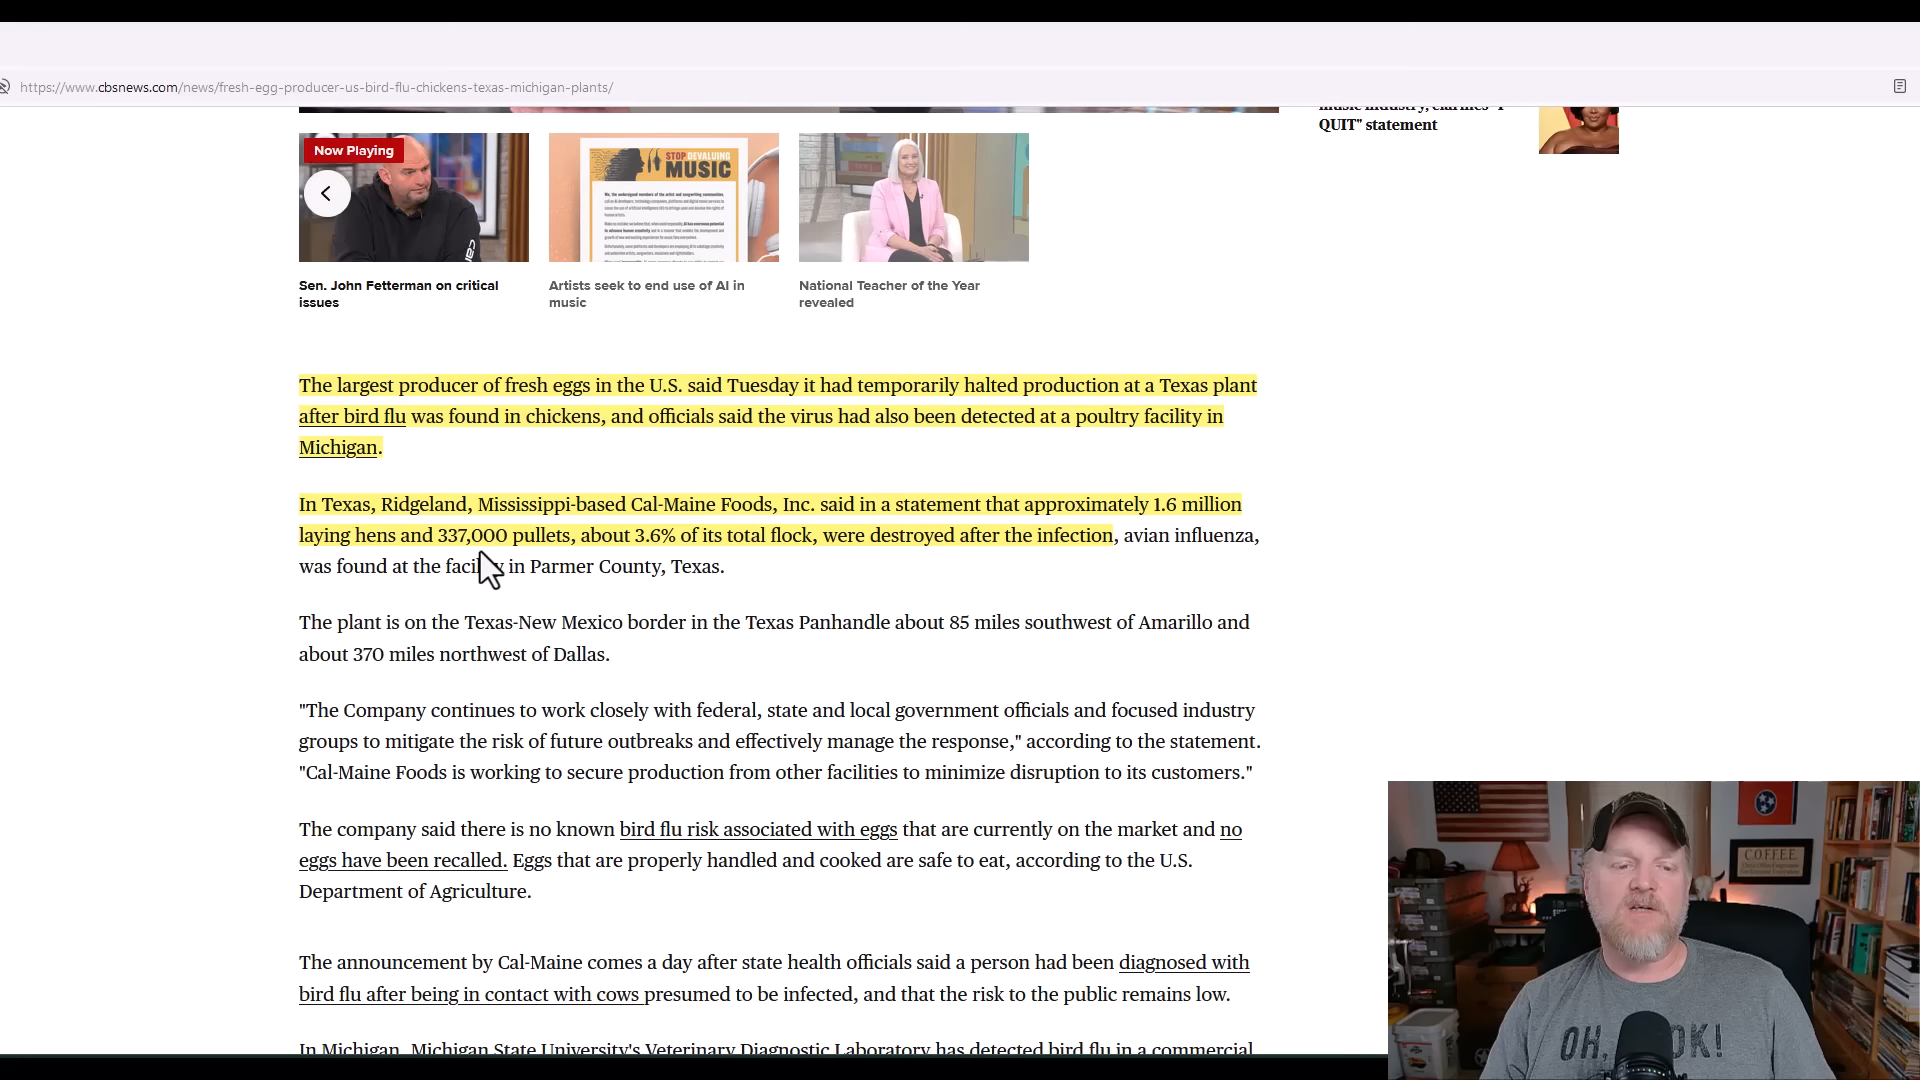 https://www.cbsnews.com/news/fresh-egg-producer-us-bird-flu-chickens-texas-michigan-plants/
QUIT" statement
Now Playing
STOP DEVALUING
MUSIC
Sen. John Fetterman on critical
issues
Artists seek to end use of AI in
music
National Teacher of the Year
revealed
The largest producer of fresh eggs in the U.S. said Tuesday it had temporarily halted production at a Texas plant
after bird flu was found in chickens, and officials said the virus had also been detected at a poultry facility in
Michigan.
In Texas, Ridgeland, Mississippi-based Cal-Maine Foods, Inc. said in a statement that approximately 1.6 million
laying hens and 337,000 pullets, about 3.6% of its total flock, were destroyed after the infection, avian influenza,
was found at the facility in Parmer County, Texas.
The plant is on the Texas-New Mexico border in the Texas Panhandle about 85 miles southwest of Amarillo and
about 370 miles northwest of Dallas.
"The Company continues to work closely with federal, state and local government officials and focused industry
groups to mitigate the risk of future outbreaks and effectively manage the response," according to the statement.
"Cal-Maine Foods is working to secure production from other facilities to minimize disruption to its customers."
The company said there is no known bird flu risk associated with eggs that are currently on the market and no
eggs have been recalled. Eggs that are properly handled and cooked are safe to eat, according to the U.S.
Department of Agriculture.
The announcement by Cal-Maine comes a day after state health officials said a person had been diagnosed with
bird flu after being in contact with cows presumed to be infected, and that the risk to the public remains low.
In Michigan, Michigan State University's Veterinary Diagnostic Laboratory has detected bird flu in a commercial
C.O.F.F.E.E.
OH, OK!